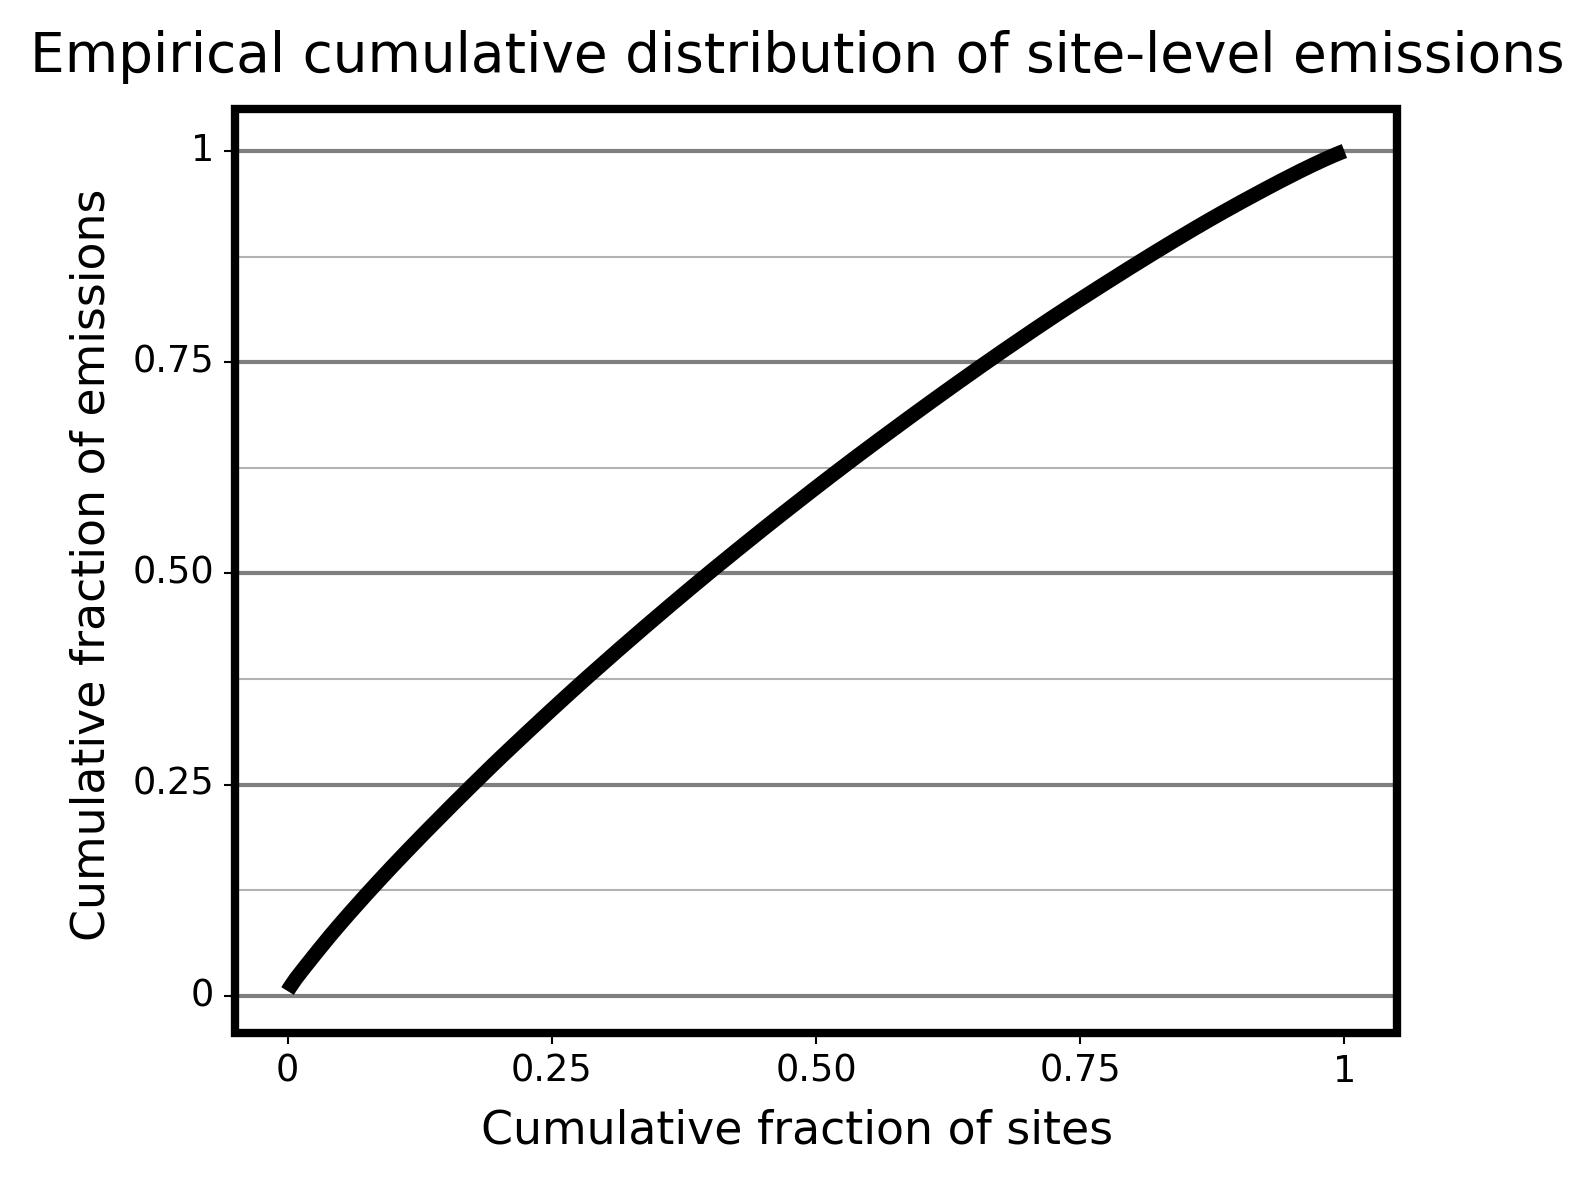 Empirical cumulative distribution of site-level emissions
Cumulative fraction of emissions
1
0.75
0.50
0.25
0
0 0.25 0.50 0.75 1
Cumulative fraction of sites